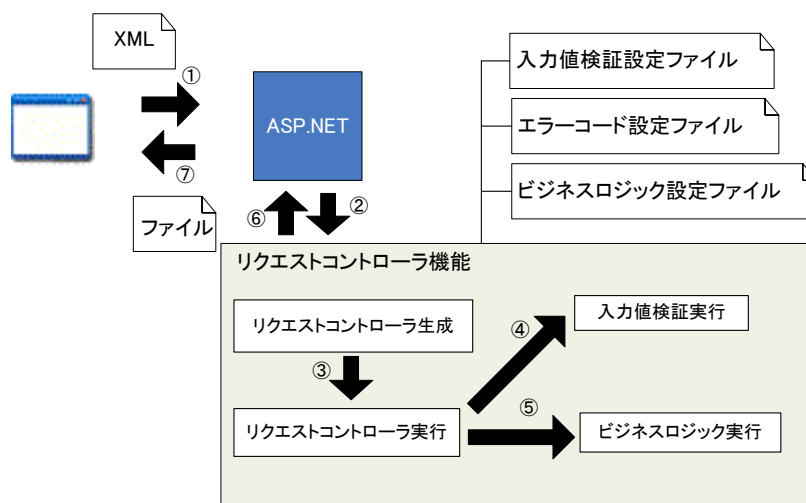 XML
①
⑦
ファイル
ASP.NET
⑥
②
入力値検証設定ファイル
エラーコード設定ファイル
ビジネスロジック設定ファイル
リクエストコントローラ機能
リクエストコントローラ生成
③
リクエストコントローラ実行
④
入力値検証実行
⑤
ビジネスロジック実行